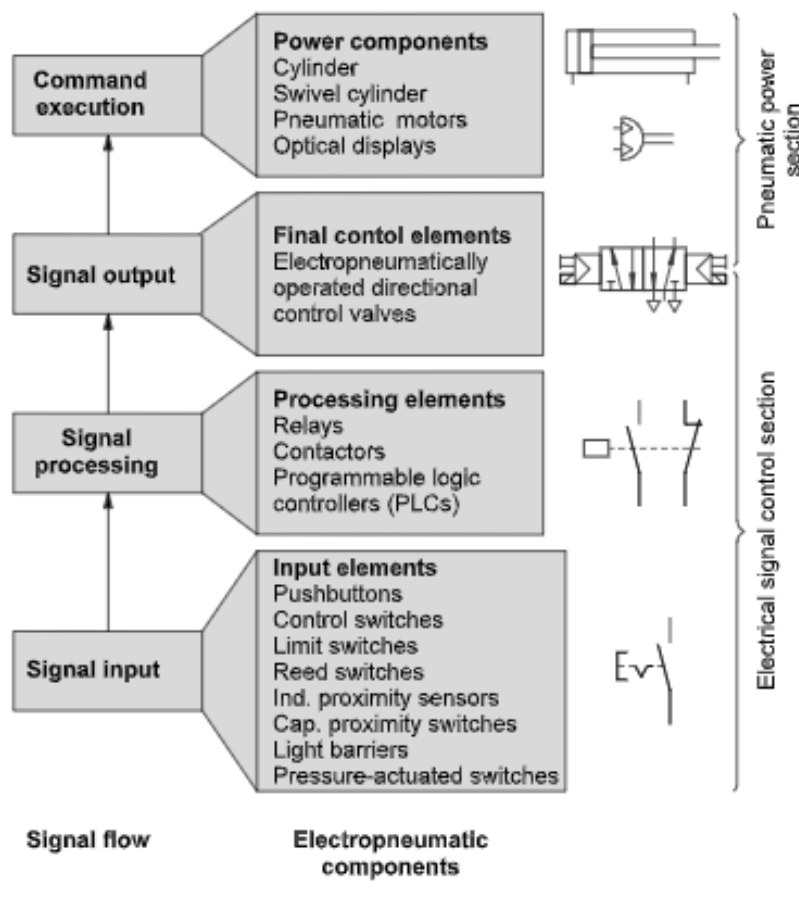 Command
execution
Power components
Cylinder
Swivel cylinder
Pneumatic motors
Optical displays
Pneumatic power
section
Signal output
Final contol elements
Electropneumatically
operated directional
control valves
Signal
processing
Processing elements
Relays
Contactors
Programmable logic
controllers (PLCs)
Electrical signal control section
Signal input
Input elements
Pushbuttons
Control switches
Limit switches
Reed switches
Ind. proximity sensors
Cap. proximity switches
Light barriers
Pressure-actuated switches
Signal flow
Electropneumatic
components